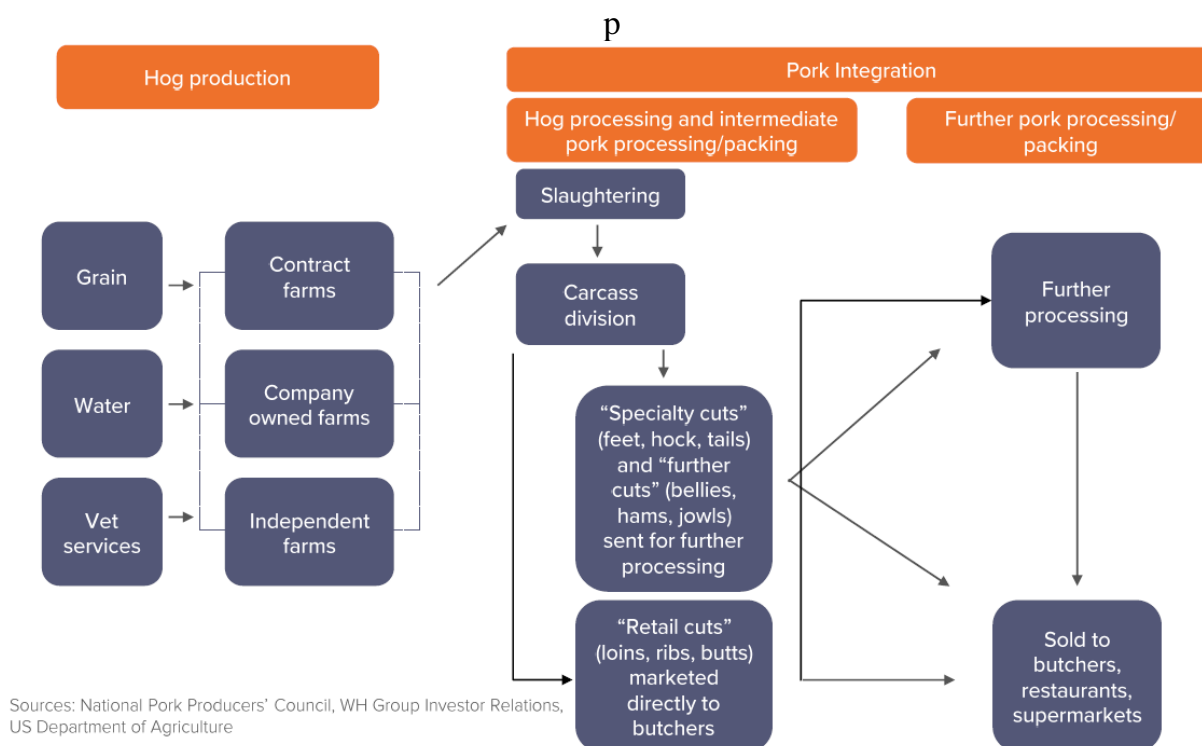 p
Hog production
Pork Integration
Hog processing and intermediate
pork processing/packing
Further pork processing/
packing
Slaughtering
Grain
Contract
farms
Carcass
division
Further
processing
Water
Company
owned farms
“Specialty cuts”
(feet, hock, tails)
and “further
cuts” (bellies,
hams, jowls)
sent for further
processing
Vet
services
Independent
farms
“Retail cuts”
(loins, ribs, butts)
marketed
directly to
butchers
Sold to
butchers,
restaurants,
supermarkets
Sources: National Pork Producers’ Council, WH Group Investor Relations,
US Department of Agriculture